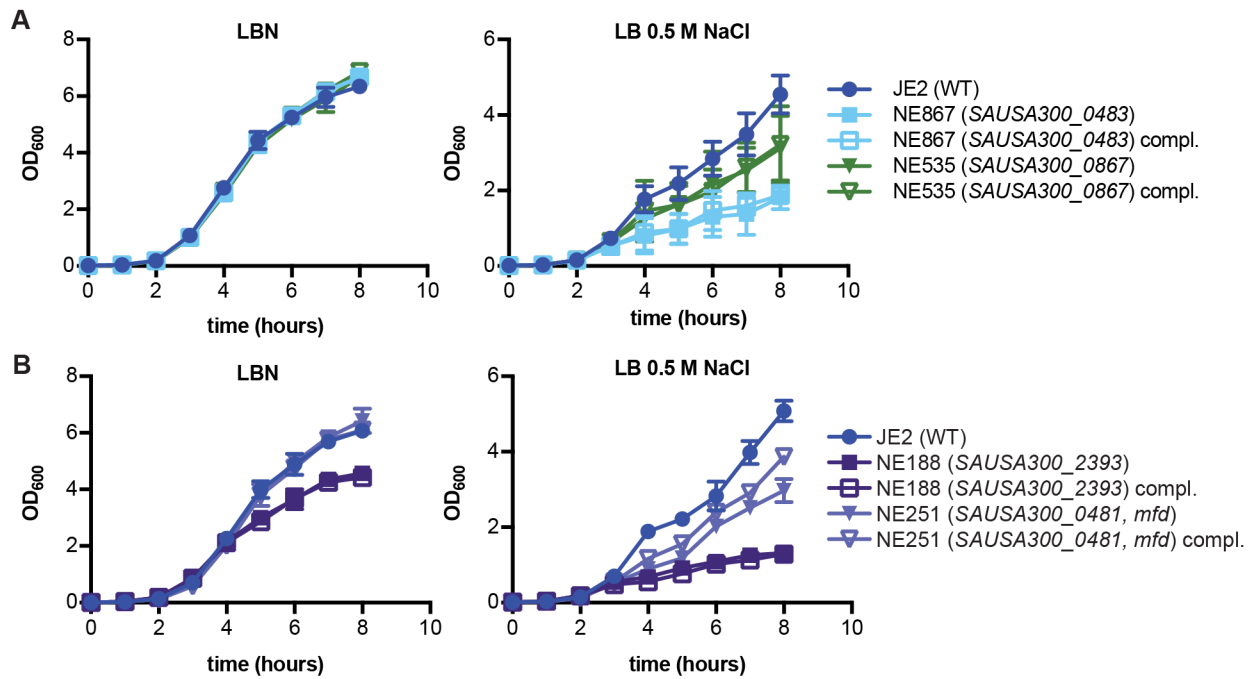 A
LBN
LB 0.5 M NaCl
8
6
4
2
0
OD600
0 2 4 6 8 10
time (hours)
6
4
2
0
0 2 4 6 8 10
time (hours)
JE2 (WT)
NE867 (SAUSA300_0483)
NE867 (SAUSA300_0483) compl.
NE535 (SAUSA300_0867)
NE535 (SAUSA300_0867) compl.
B
LBN
LB 0.5 M NaCl
8
6
4
2
0
OD600
0 2 4 6 8 10
time (hours)
6
4
2
0
0 2 4 6 8 10
time (hours)
JE2 (WT)
NE188 (SAUSA300_2393)
NE188 (SAUSA300_2393) compl.
NE251 (SAUSA300_0481, mfd)
NE251 (SAUSA300_0481, mfd) compl.